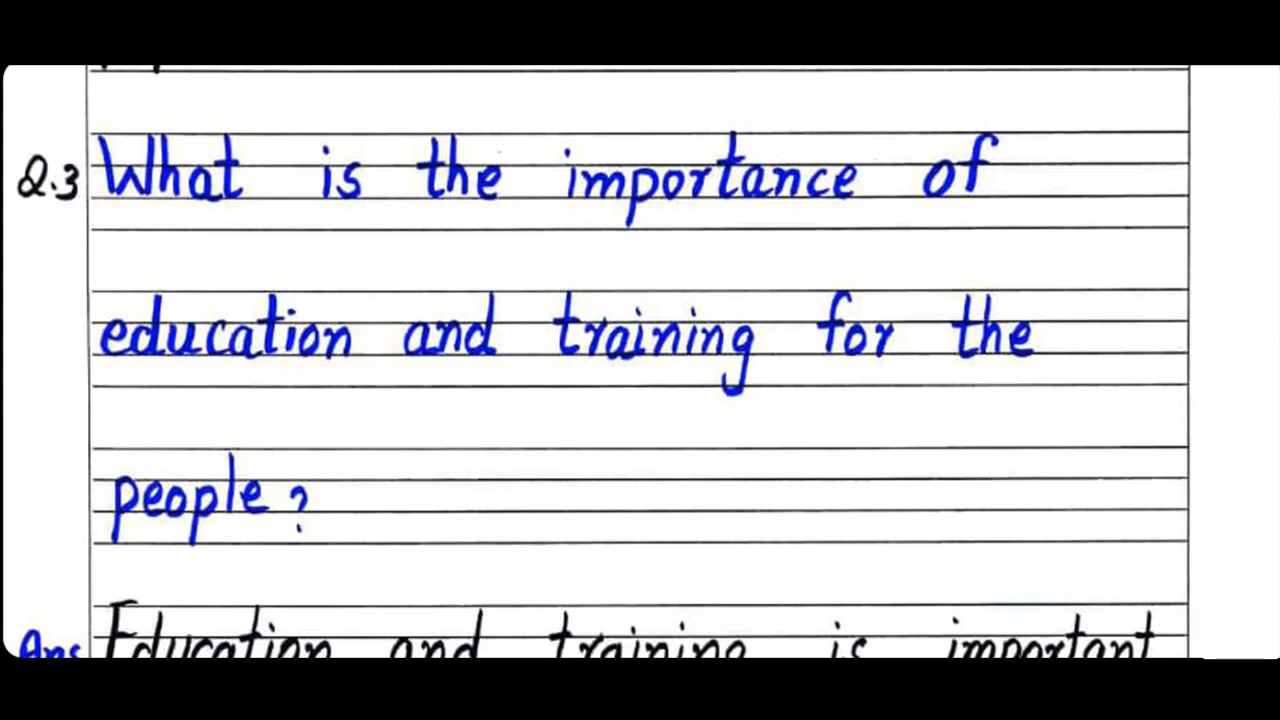 Q.3 What is the importance of
education and training for the
people?
Ans Education and training is important